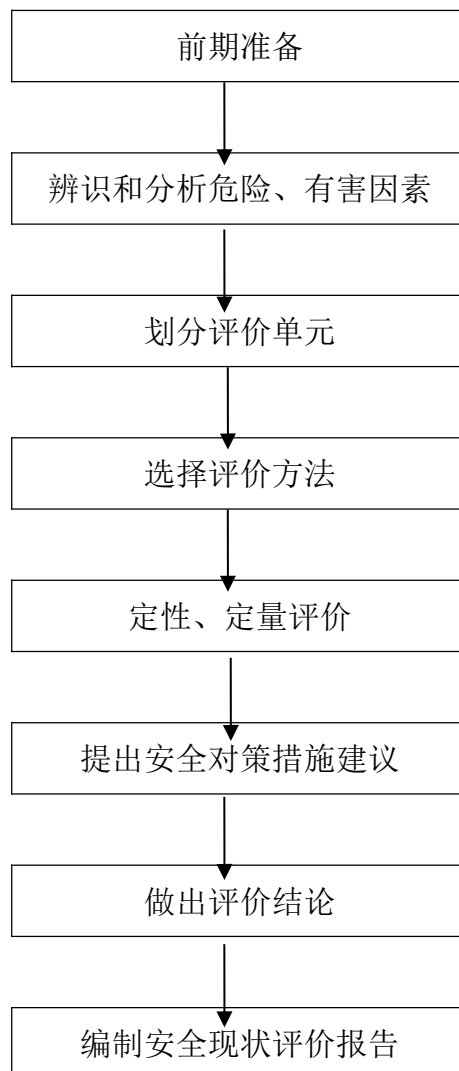 前期准备
辨识和分析危险、有害因素
划分评价单元
选择评价方法
定性、定量评价
提出安全对策措施建议
做出评价结论
编制安全现状评价报告